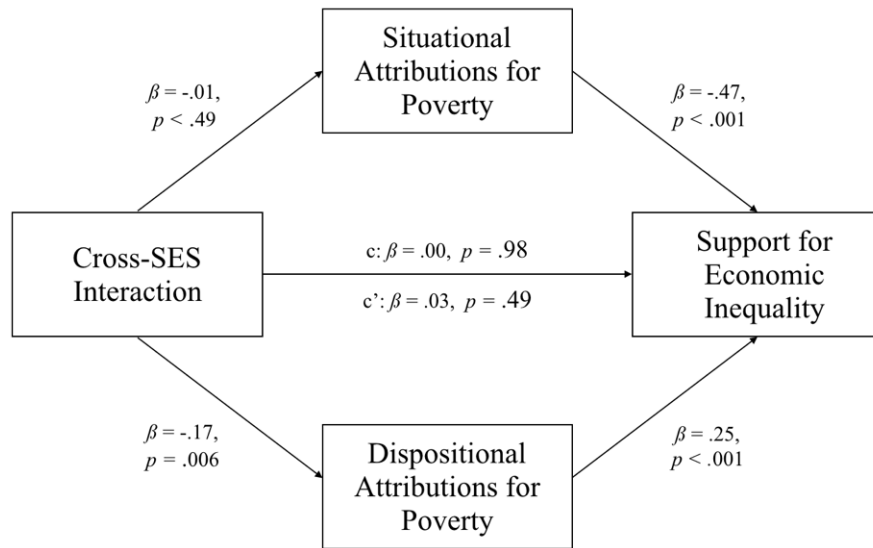 Situational
Attributions for
Poverty
β = -.01,
p < .49
β = -.47,
p < .001
Cross-SES
Interaction
c: β = .00, p = .98
c’: β = .03, p = .49
Support for
Economic
Inequality
β = -.17,
p = .006
Dispositional
Attributions for
Poverty
β = .25,
p < .001